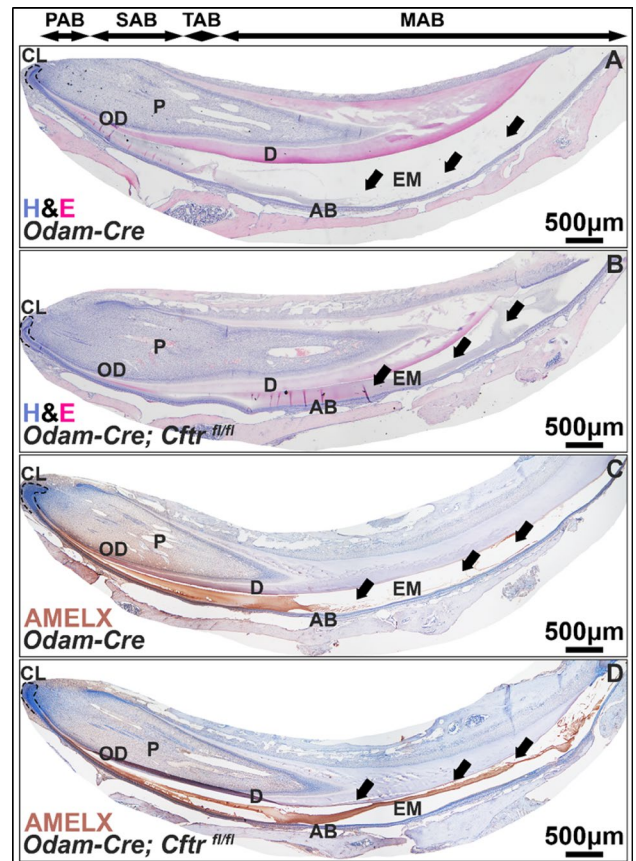 PAB SAB TAB MAB
CL A
P
OD
D
EM
AB
H&E
Odam-Cre
500µm
CL B
P
OD
D
EM
AB
H&E
Odam-Cre; Cftr fl/fl
500µm
CL C
P
OD
D
EM
AB
AMELX
Odam-Cre
500µm
CL D
P
OD
D
EM
AB
AMELX
Odam-Cre; Cftr fl/fl
500µm